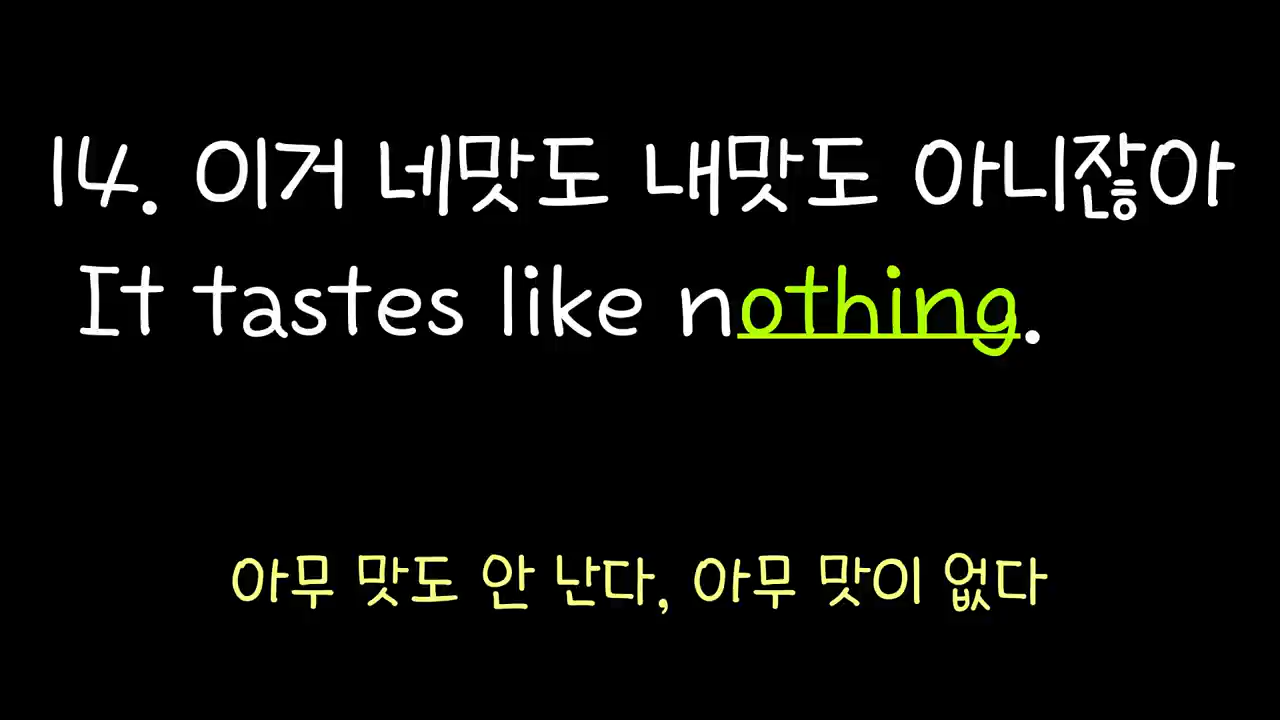 14. 이거 네맛도 내맛도 아니잖아
It tastes like nothing.
아무 맛도 안 난다, 아무 맛이 없다